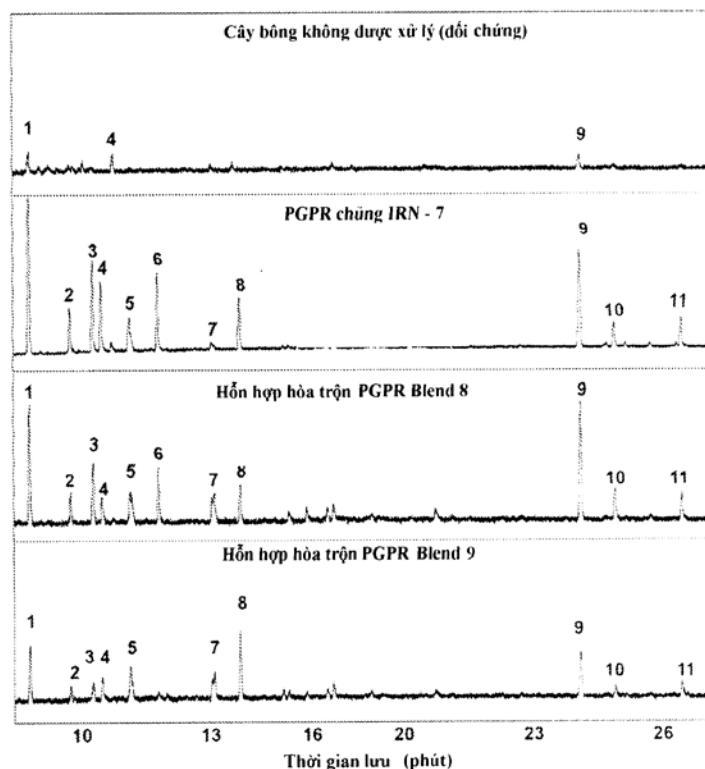 Cây bông không được xử lý (đối chứng)
1 4 9
PGPR chủng IRN - 7
2 3 4 5 6 7 8 9 10 11
Hỗn hợp hòa trộn PGPR Blend 8
1 2 3 4 5 6 7 8 9 10 11
Hỗn hợp hòa trộn PGPR Blend 9
1 2 3 4 5 7 8 9 10 11
10 13 16 20 23 26
Thời gian lưu (phút)